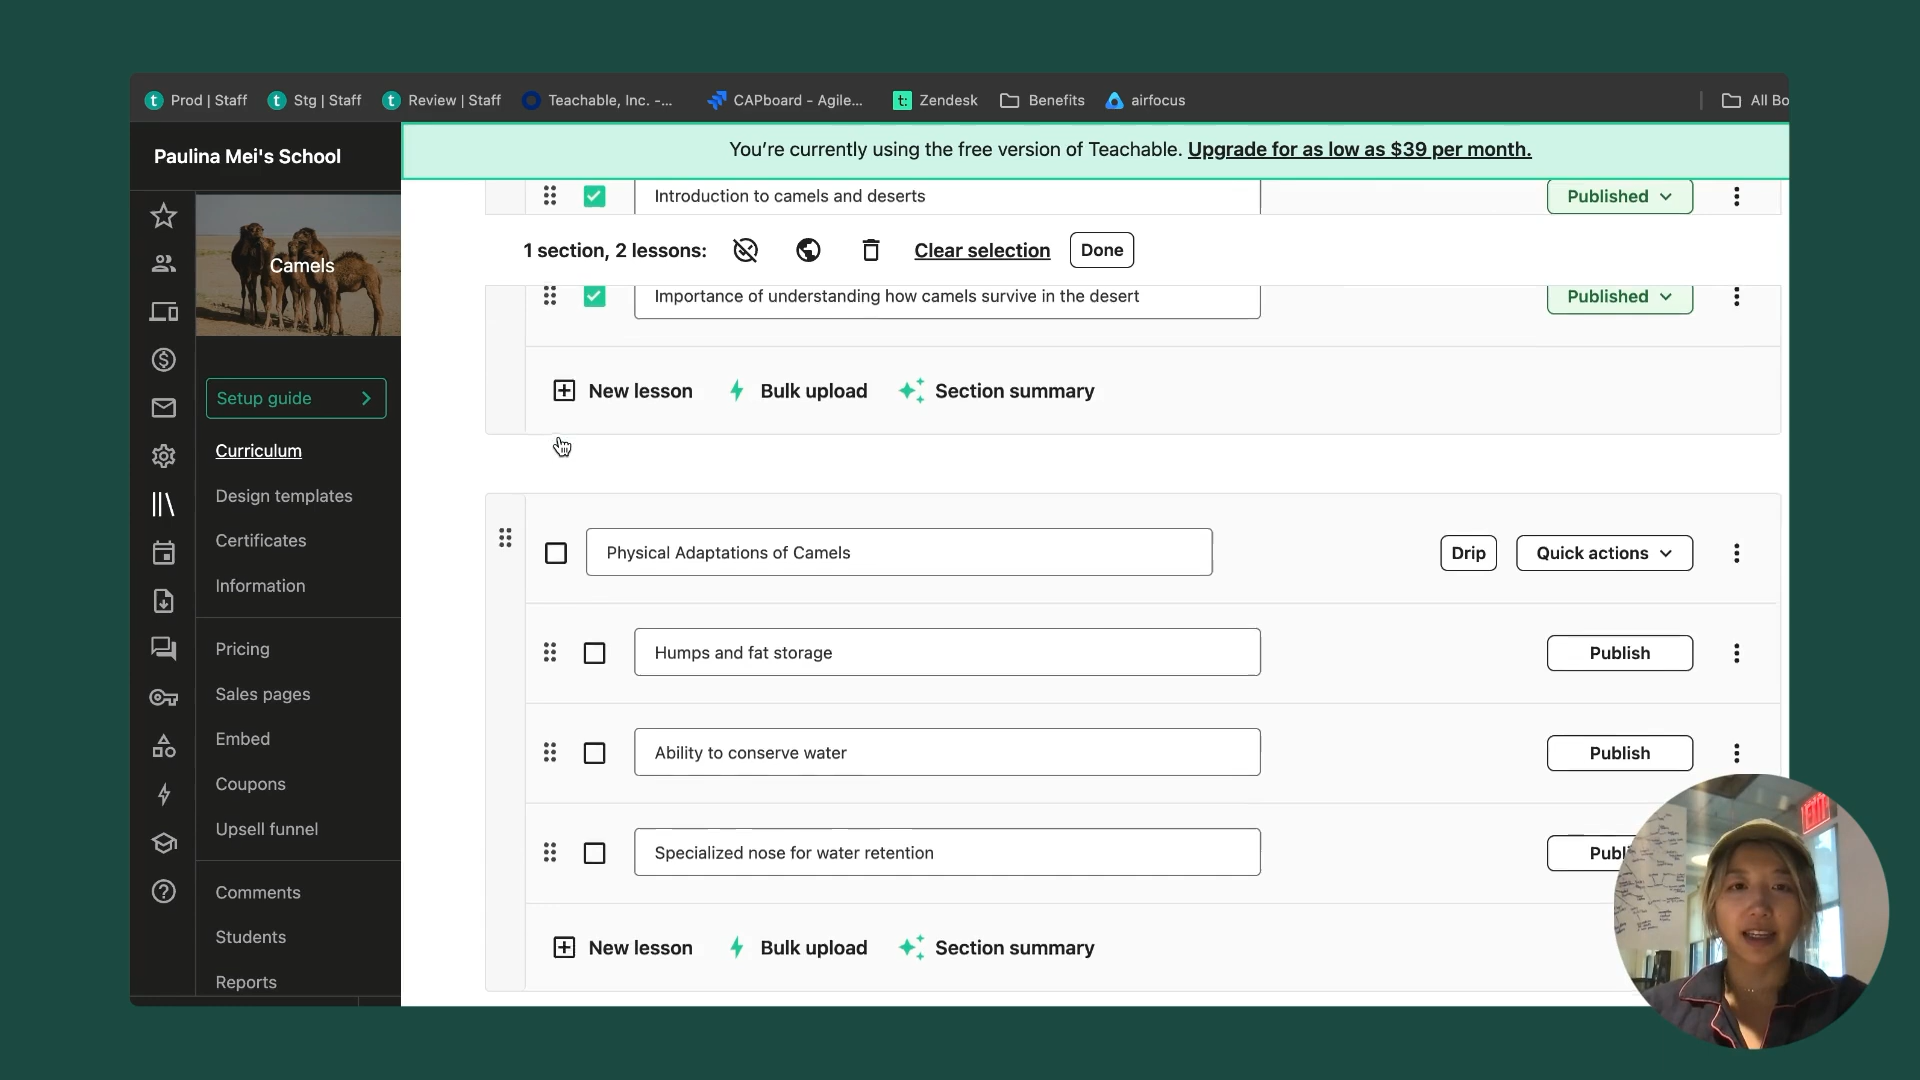 Prod | Staff
Stg | Staff
Review | Staff
Teachable, Inc. -...
CAPboard - Agile...
t:
Zendesk
Benefits
airfocus
All Bo
Paulina Mei's School
You're currently using the free version of Teachable. Upgrade for as low as $39 per month.
Camels
Setup guide
Curriculum
Design templates
Certificates
Information
Pricing
Sales pages
Embed
Coupons
Upsell funnel
Comments
Students
Reports
Introduction to camels and deserts
Published
1 section, 2 lessons:
Clear selection
Done
Importance of understanding how camels survive in the desert
Published
New lesson
Bulk upload
Section summary
Physical Adaptations of Camels
Drip
Quick actions
Humps and fat storage
Publish
Ability to conserve water
Publish
Specialized nose for water retention
Publ
New lesson
Bulk upload
Section summary
EXIT